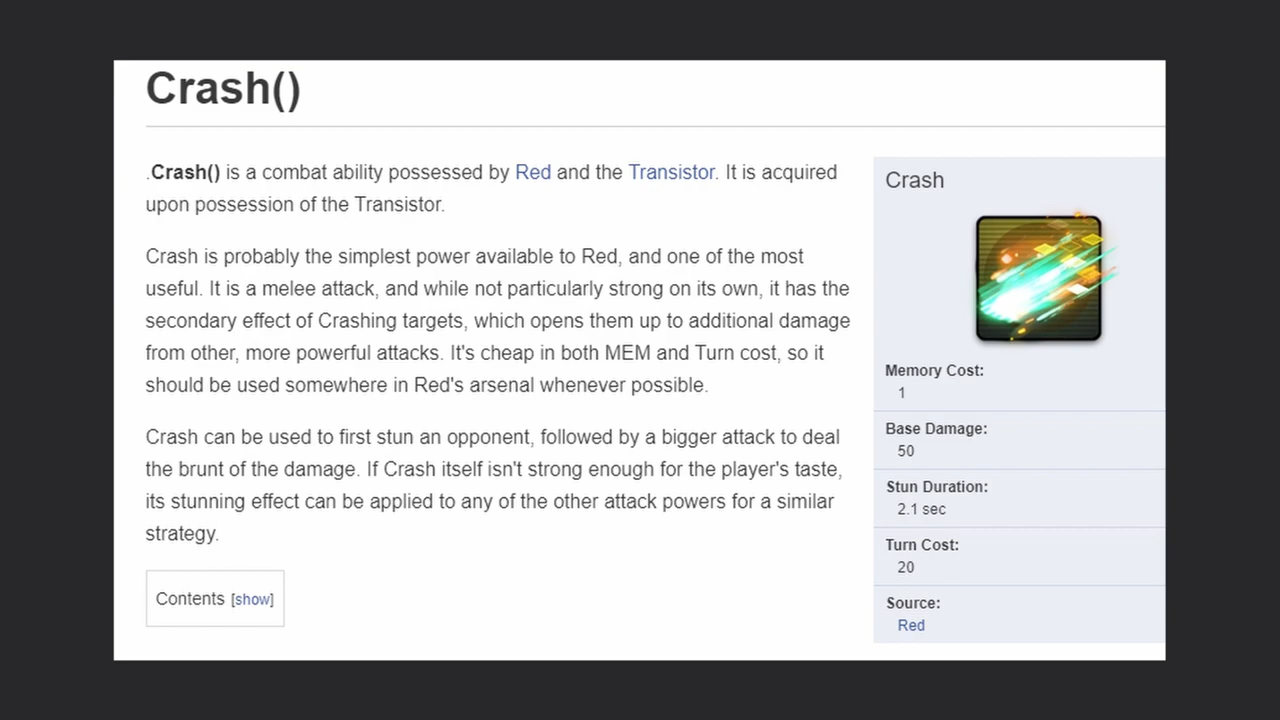 Crash()
.Crash() is a combat ability possessed by Red and the Transistor. It is acquired
upon possession of the Transistor.
Crash is probably the simplest power available to Red, and one of the most
useful. It is a melee attack, and while not particularly strong on its own, it has the
secondary effect of Crashing targets, which opens them up to additional damage
from other, more powerful attacks. It's cheap in both MEM and Turn cost, so it
should be used somewhere in Red's arsenal whenever possible.
Crash can be used to first stun an opponent, followed by a bigger attack to deal
the brunt of the damage. If Crash itself isn't strong enough for the player's taste,
its stunning effect can be applied to any of the other attack powers for a similar
strategy.
Contents [show]
Crash
Memory Cost:
1
Base Damage:
50
Stun Duration:
2.1 sec
Turn Cost:
20
Source:
Red